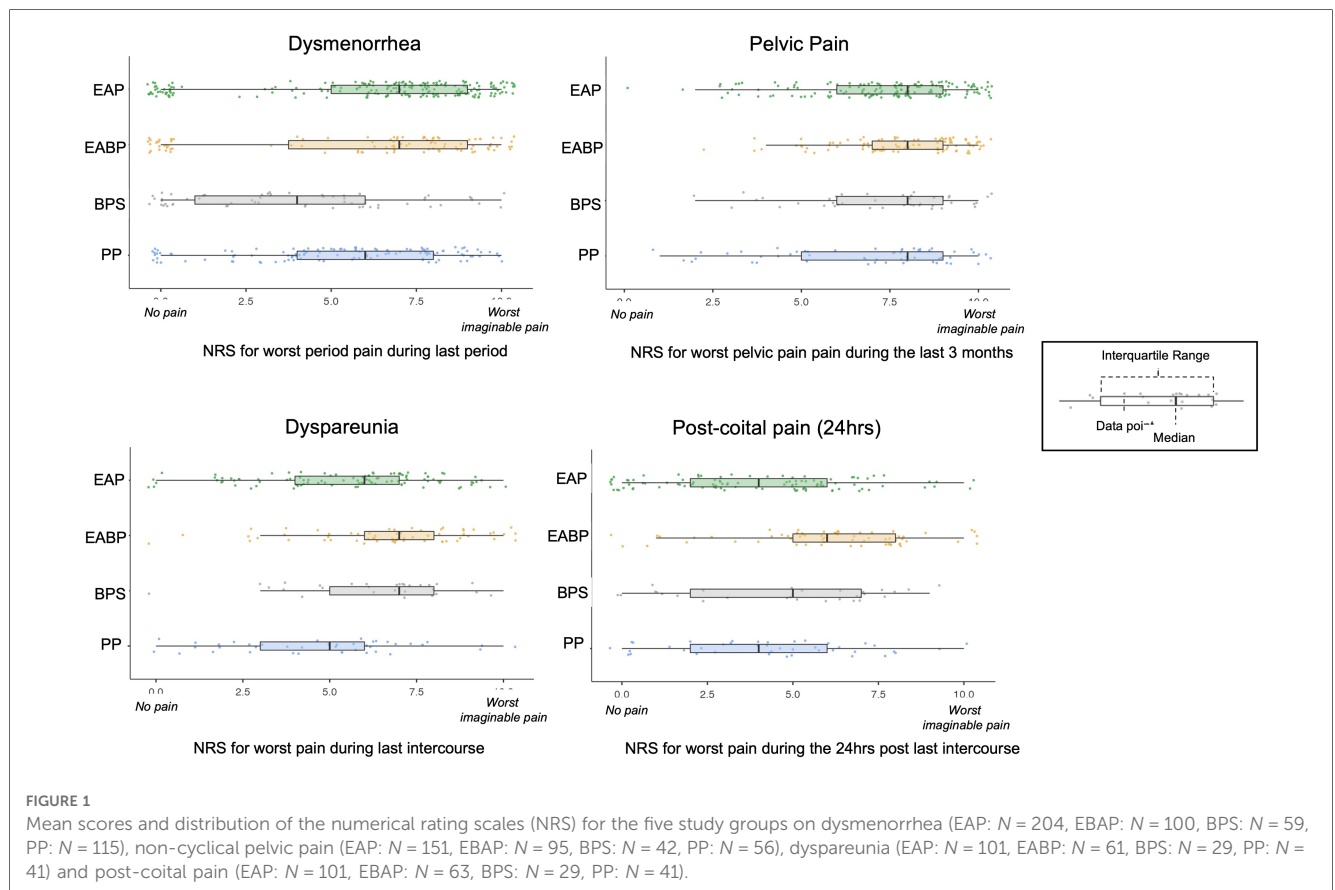 Dysmenorrhea
EAP
EABP
BPS
PP
2.5
5.0
7.5
No pain
Worst
imaginable pain
NRS for worst period pain during last period
Pelvic Pain
EAP
EABP
BPS
PP
2.5
5.0
7.5
No pain
Worst
imaginable pain
NRS for worst pelvic pain pain during the last 3 months
Interquartile Range
Data
Median
Dyspareunia
EAP
EABP
BPS
PP
2.5
5.0
7.5
No pain
Worst
imaginable pain
NRS for worst pain during last intercourse
Post-coital pain (24hrs)
EAP
EABP
BPS
PP
0.0
2.5
5.0
7.5
10.0
No pain
Worst
imaginable pain
NRS for worst pain during the 24hrs post last intercourse
FIGURE 1
Mean scores and distribution of the numerical rating scales (NRS) for the five study groups on dysmenorrhea (EAP: N = 204, EBAP: N = 100, BPS: N = 59,
PP: N = 115), non-cyclical pelvic pain (EAP: N = 151, EBAP: N = 95, BPS: N = 42, PP: N = 56), dyspareunia (EAP: N = 101, EABP: N = 61, BPS: N = 29, PP: N =
41) and post-coital pain (EAP: N = 101, EBAP: N = 63, BPS: N = 29, PP: N = 41).